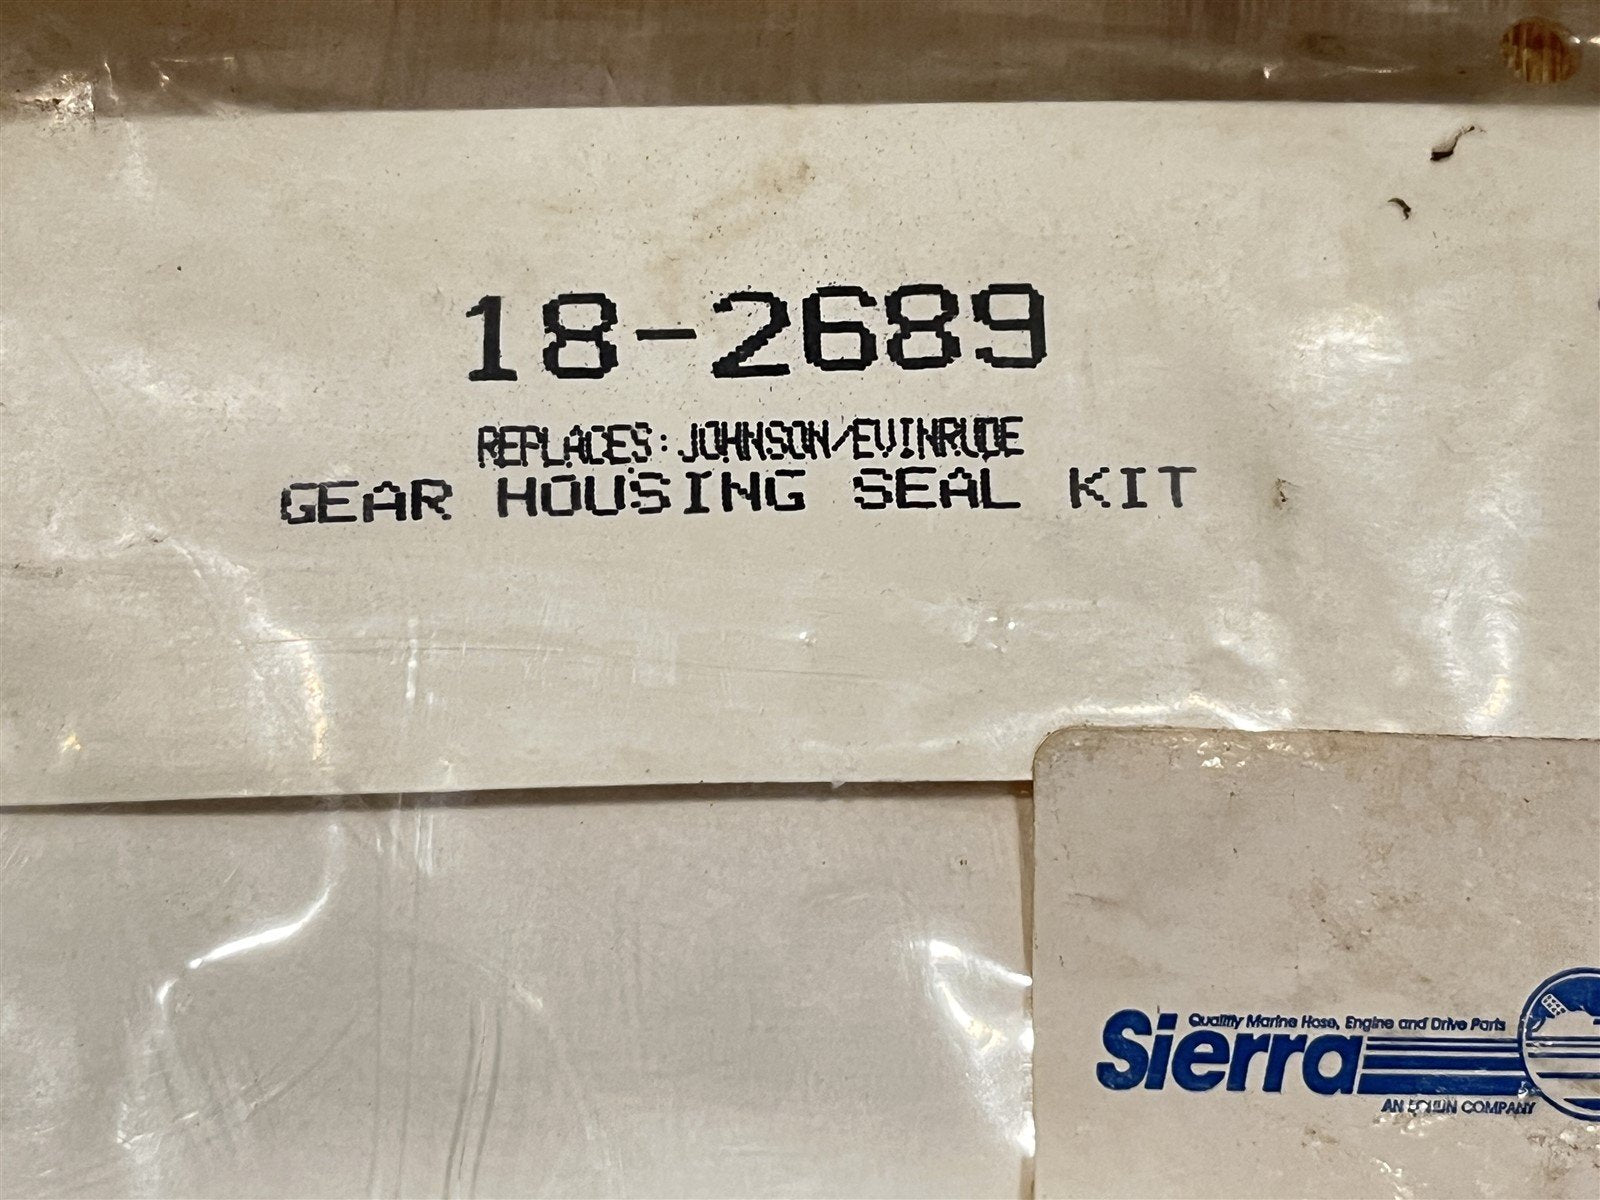 18-2689
REPLACES: JOHNSON/EVINRUDE
GEAR HOUSING SEAL KIT
Quality Marine Hose, Engine and Drive Parts
Sierra
AN ECHLIN COMPANY